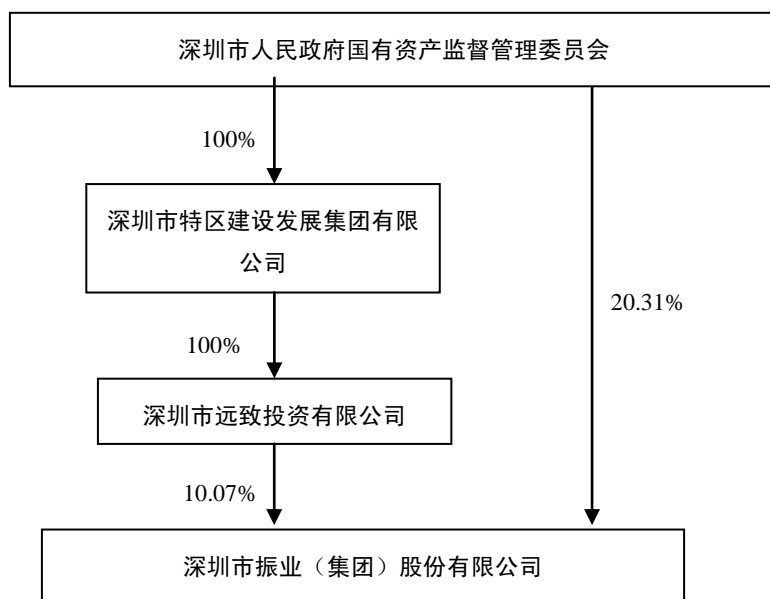 深圳市人民政府国有资产监督管理委员会
100%
深圳市特区建设发展集团有限
公司
20.31%
100%
深圳市远致投资有限公司
10.07%
深圳市振业（集团）股份有限公司